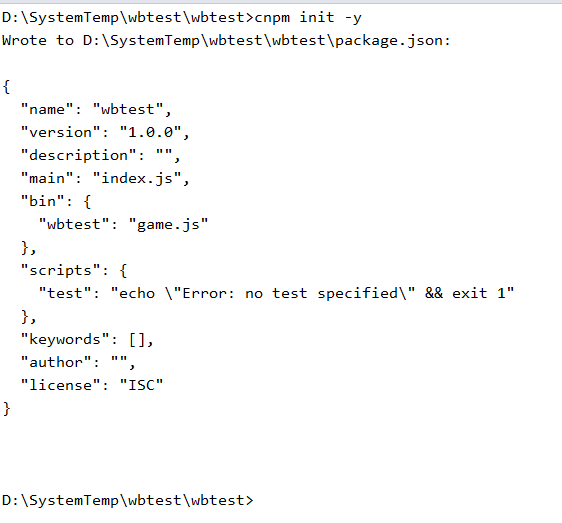 D:\SystemTemp\wbtest\wbtest>cnpm init -y
Wrote to D:\SystemTemp\wbtest\wbtest\package.json:
{
  "name": "wbtest",
  "version": "1.0.0",
  "description": "",
  "main": "index.js",
  "bin": {
    "wbtest": "game.js"
  },
  "scripts": {
    "test": "echo \"Error: no test specified\" && exit 1"
  },
  "keywords": [],
  "author": "",
  "license": "ISC"
}
D:\SystemTemp\wbtest\wbtest>